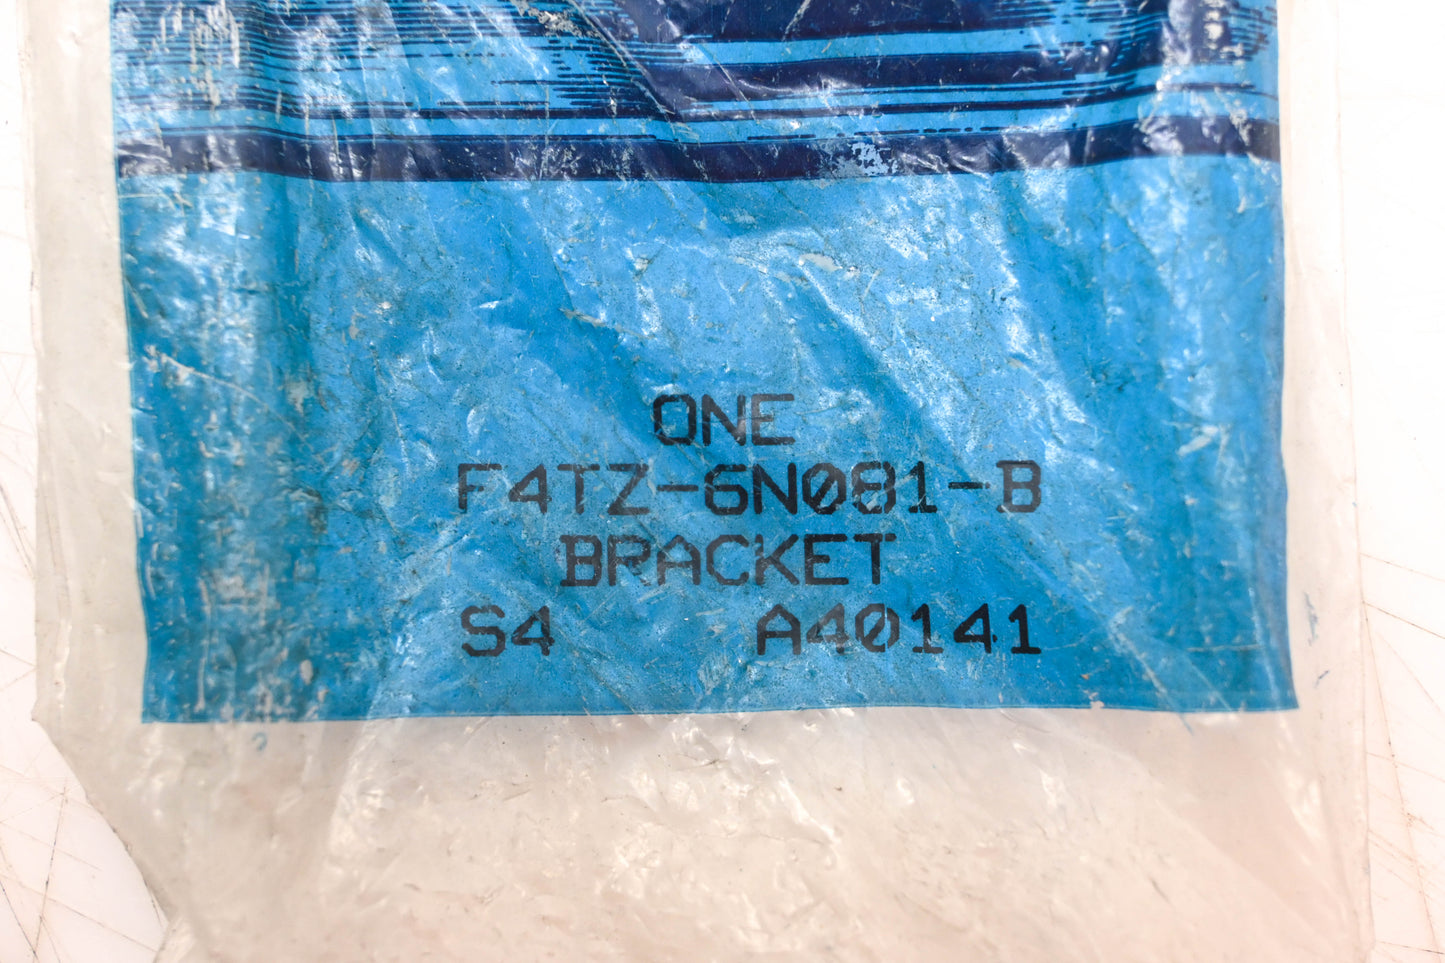 ONE
F4TZ-6N081-B
BRACKET
S4 A40141